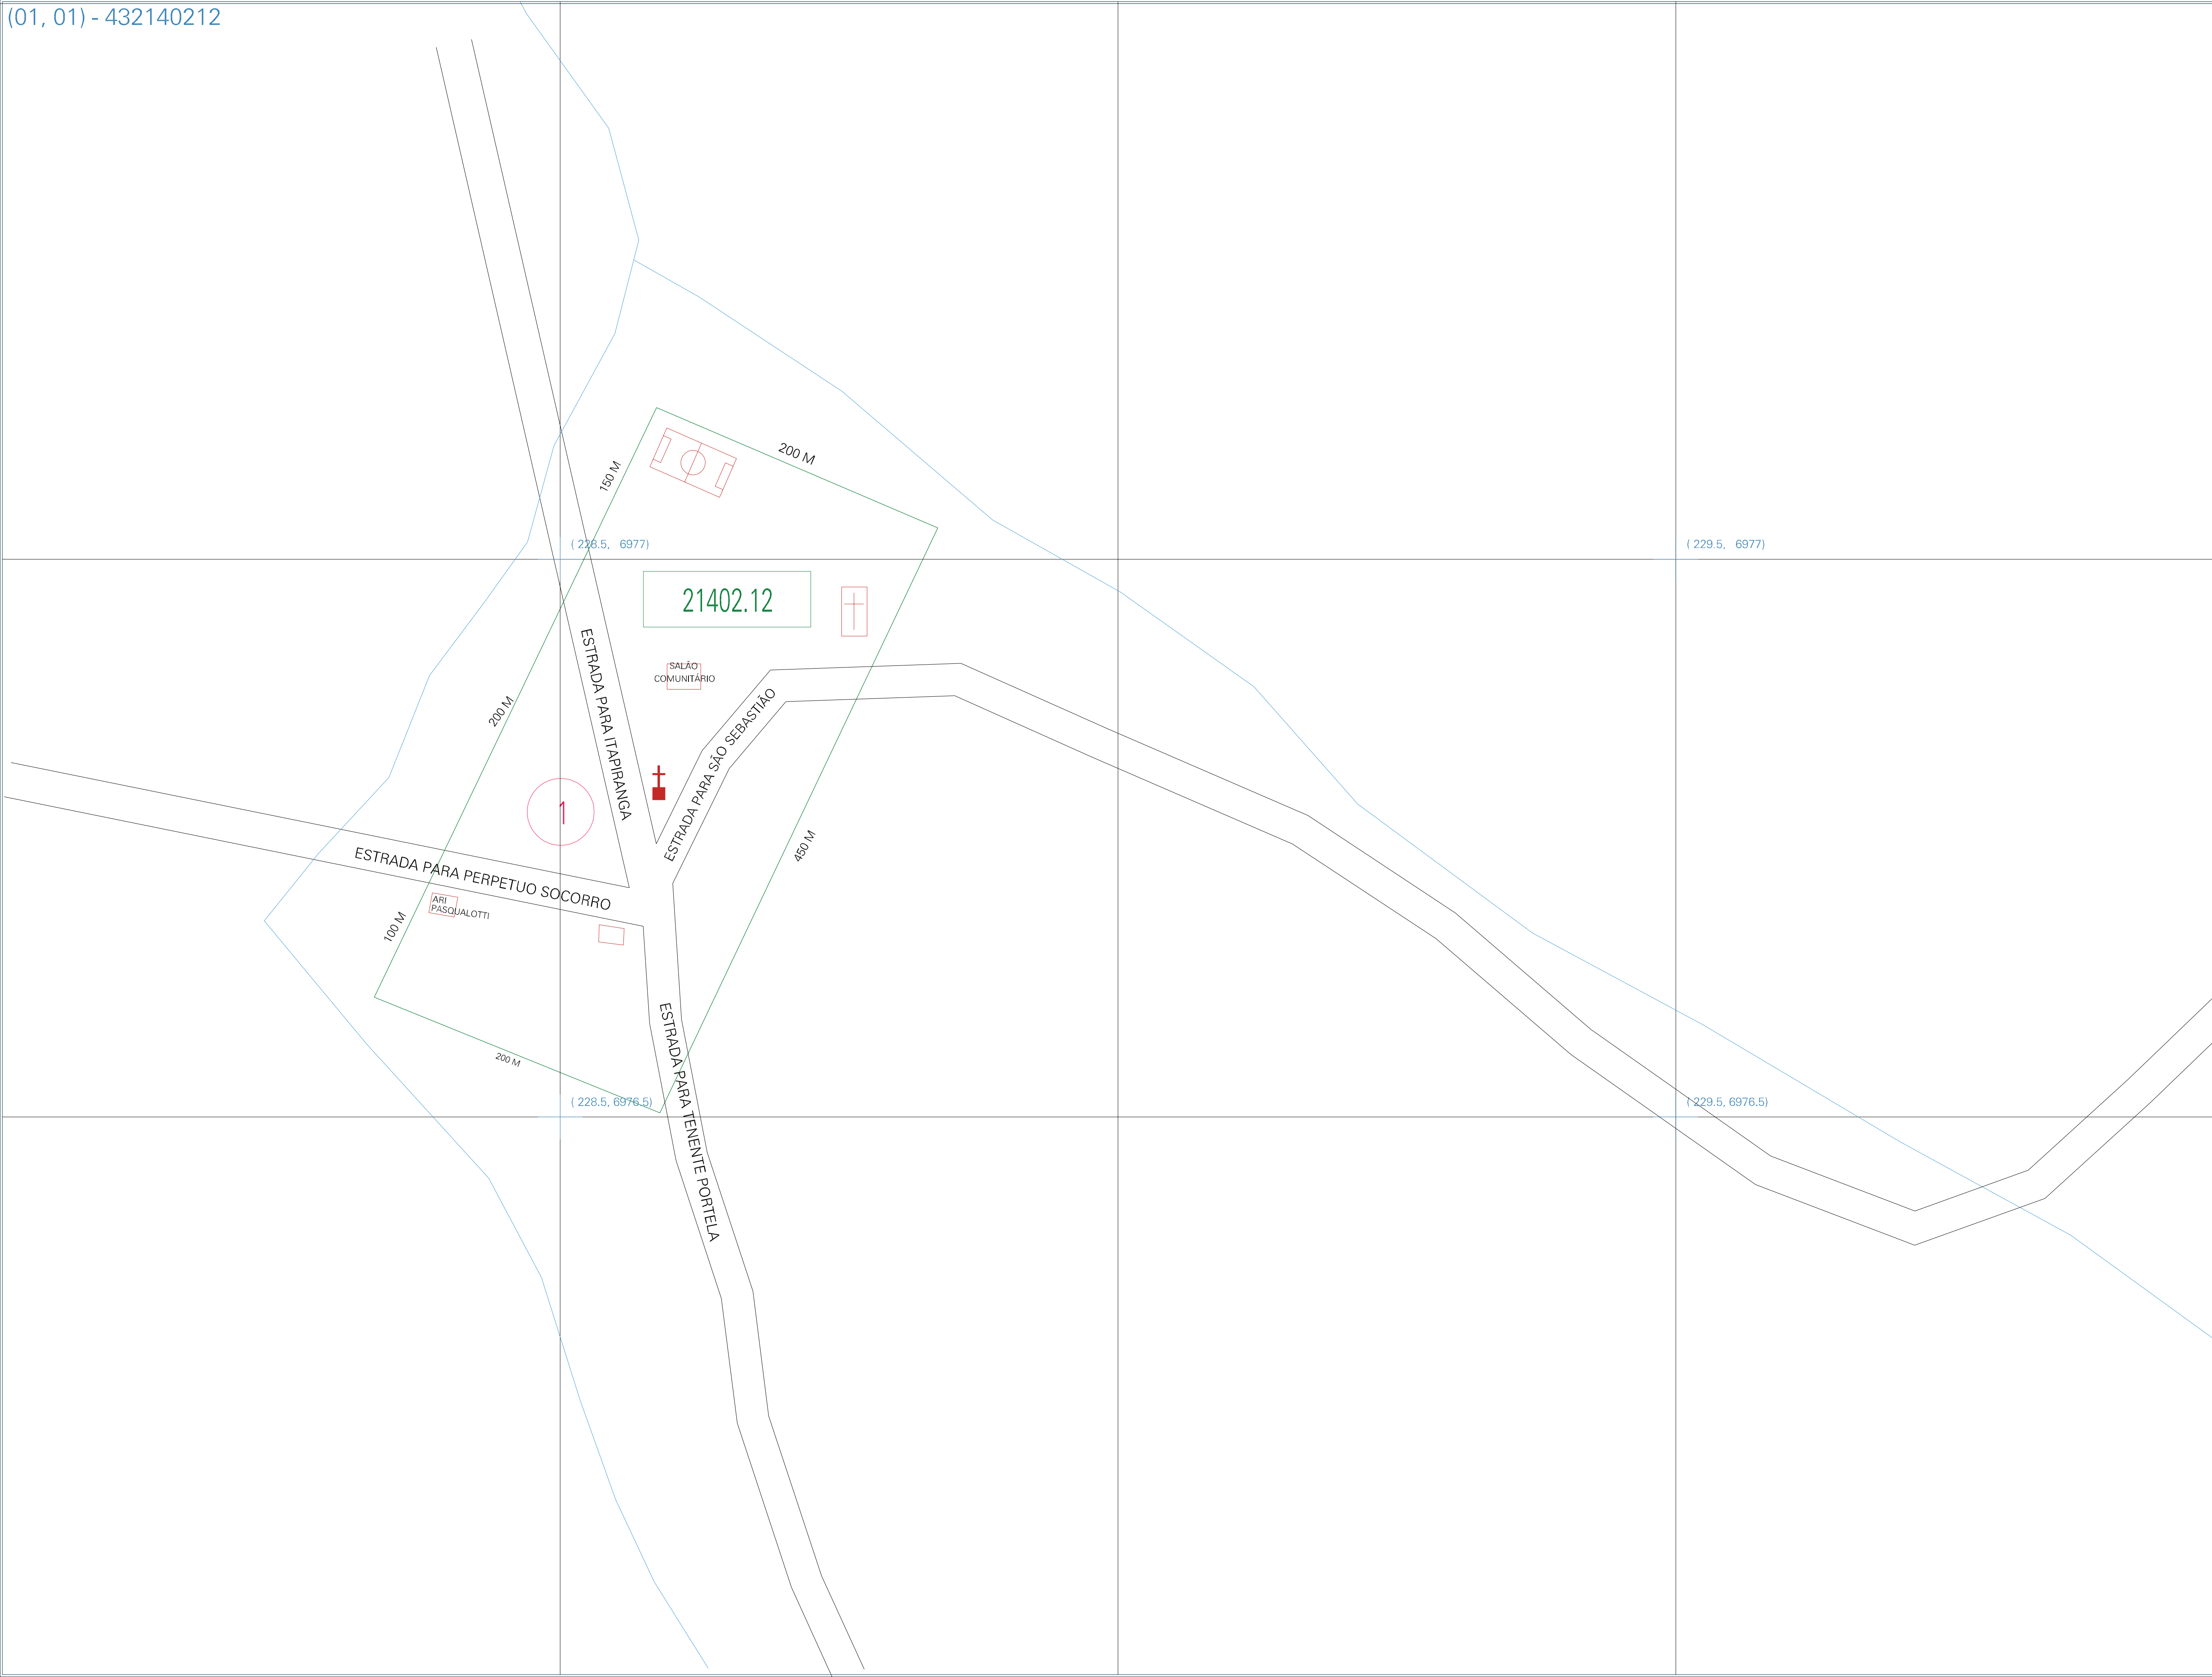 (01, 01) - 432140212
200 M
150 M
( 228.5, 6977)
( 229.5, 6977)
21402.12
ESTRADA PARA ITAPIRANGA
SALÃO
COMUNITÁRIO
ESTRADA PARA SÃO SEBASTIÃO
200 M
1
450 M
ESTRADA PARA PERPETUO SOCORRO
ARI
PASQUALOTTI
100 M
200 M
ESTRADA PARA TENENTE PORTELA
( 228.5, 6976.5)
( 229.5, 6976.5)